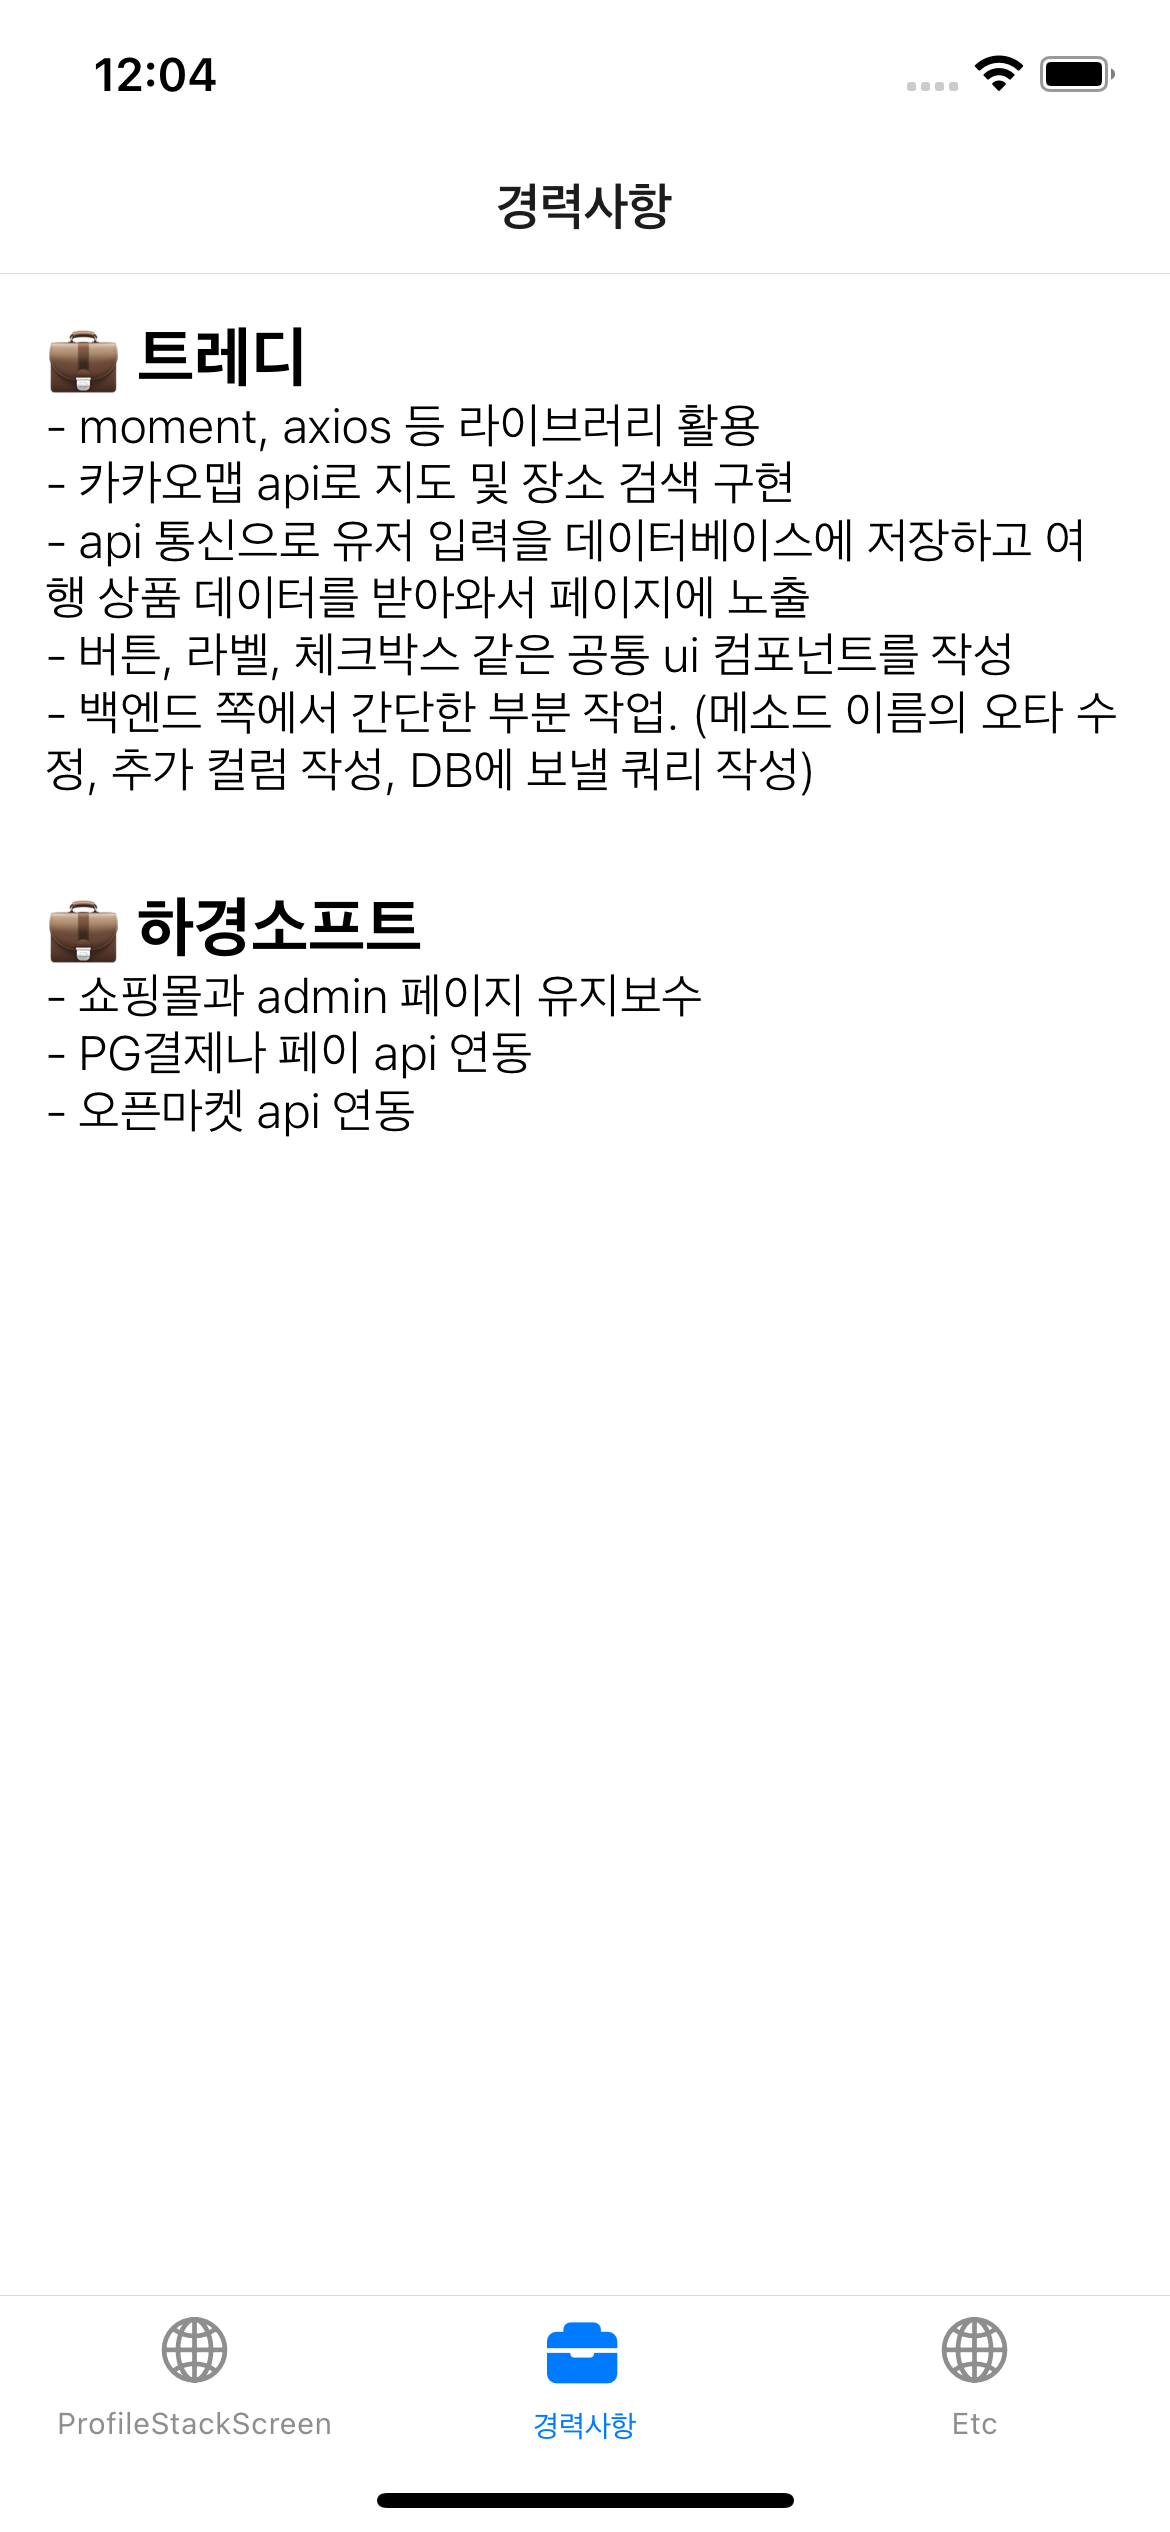 12:04
경력사항
💼 트레디
- moment, axios 등 라이브러리 활용
- 카카오맵 api로 지도 및 장소 검색 구현
- api 통신으로 유저 입력을 데이터베이스에 저장하고 여
행 상품 데이터를 받아와서 페이지에 노출
- 버튼, 라벨, 체크박스 같은 공통 ui 컴포넌트를 작성
- 백엔드 쪽에서 간단한 부분 작업. (메소드 이름의 오타 수
정, 추가 컬럼 작성, DB에 보낼 쿼리 작성)
💼 하경소프트
- 쇼핑몰과 admin 페이지 유지보수
- PG결제나 페이 api 연동
- 오픈마켓 api 연동
ProfileStackScreen
경력사항
Etc